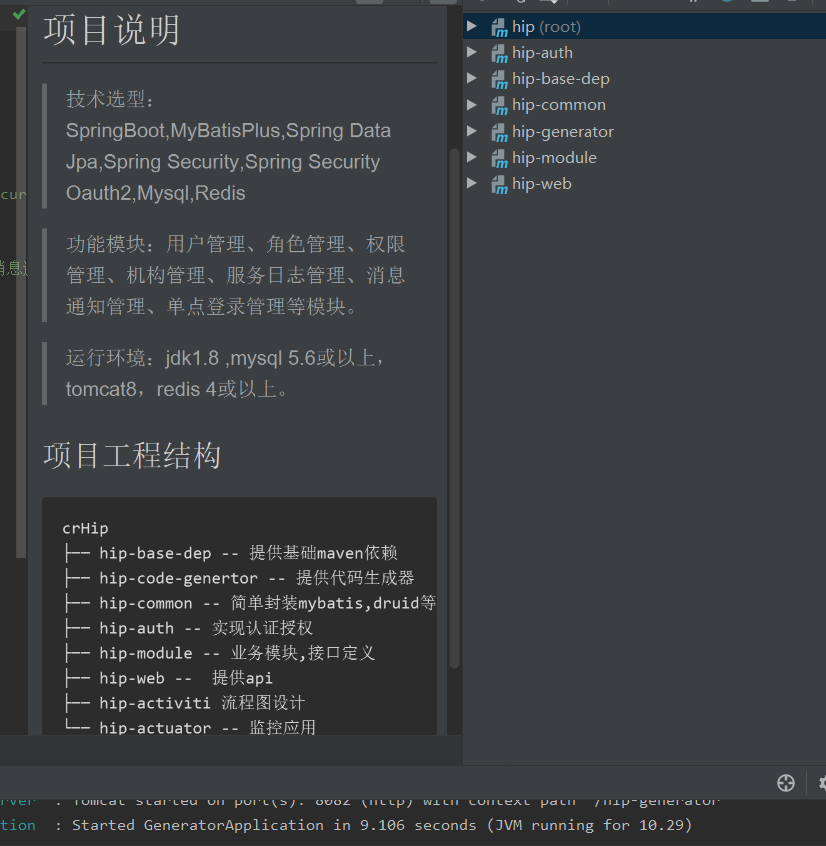 项目说明
技术选型：
SpringBoot,MyBatisPlus,Spring Data
Jpa,Spring Security,Spring Security
Oauth2,Mysql,Redis
功能模块：用户管理、角色管理、权限
管理、机构管理、服务日志管理、消息
通知管理、单点登录管理等模块。
运行环境：jdk1.8 ,mysql 5.6或以上，
tomcat8，redis 4或以上。
项目工程结构
crHip
├── hip-base-dep -- 提供基础maven依赖
├── hip-code-genertor -- 提供代码生成器
├── hip-common -- 简单封装mybatis,druid等
├── hip-auth -- 实现认证授权
├── hip-module -- 业务模块,接口定义
├── hip-web --  提供api
├── hip-activiti 流程图设计
└── hip-actuator -- 监控应用
cur
消息
hip (root)
hip-auth
hip-base-dep
hip-common
hip-generator
hip-module
hip-web
rver : Tomcat started on port(s): 8082 (http) with context path '/hip-generator'
tion : Started GeneratorApplication in 9.106 seconds (JVM running for 10.29)